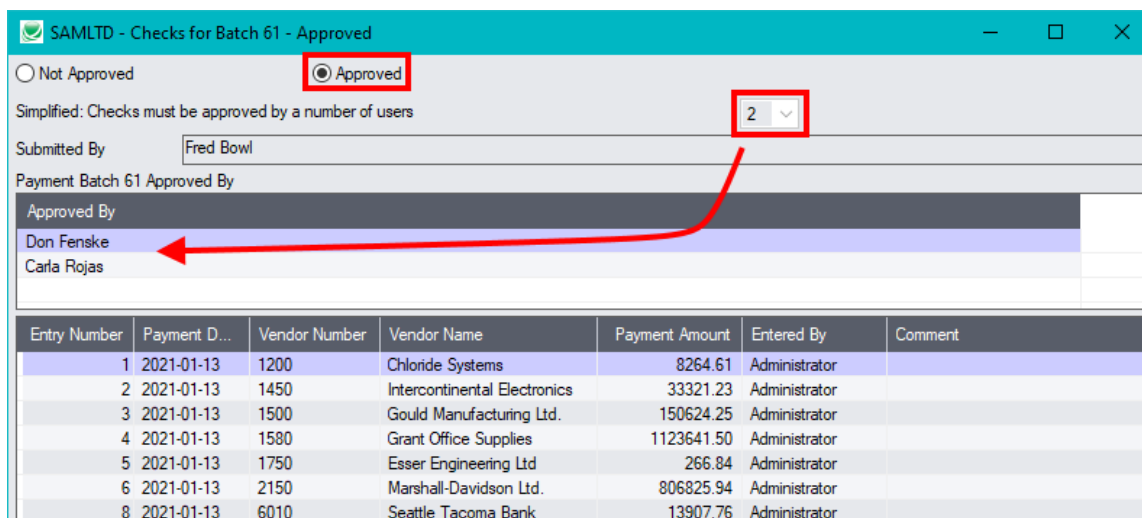 SAMLTD - Checks for Batch 61 - Approved
Not Approved Approved
Simplified: Checks must be approved by a number of users 2
Submitted By Fred Bowl
Payment Batch 61 Approved By
Approved By
Don Fenske
Carla Rojas
Entry Number Payment D... Vendor Number Vendor Name Payment Amount Entered By Comment
1 2021-01-13 1200 Chloride Systems 8264.61 Administrator
2 2021-01-13 1450 Intercontinental Electronics 33321.23 Administrator
3 2021-01-13 1500 Gould Manufacturing Ltd. 150624.25 Administrator
4 2021-01-13 1580 Grant Office Supplies 1123641.50 Administrator
5 2021-01-13 1750 Esser Engineering Ltd 266.84 Administrator
6 2021-01-13 2150 Marshall-Davidson Ltd. 806825.94 Administrator
8 2021-01-13 6010 Seattle Tacoma Bank 13907.76 Administrator